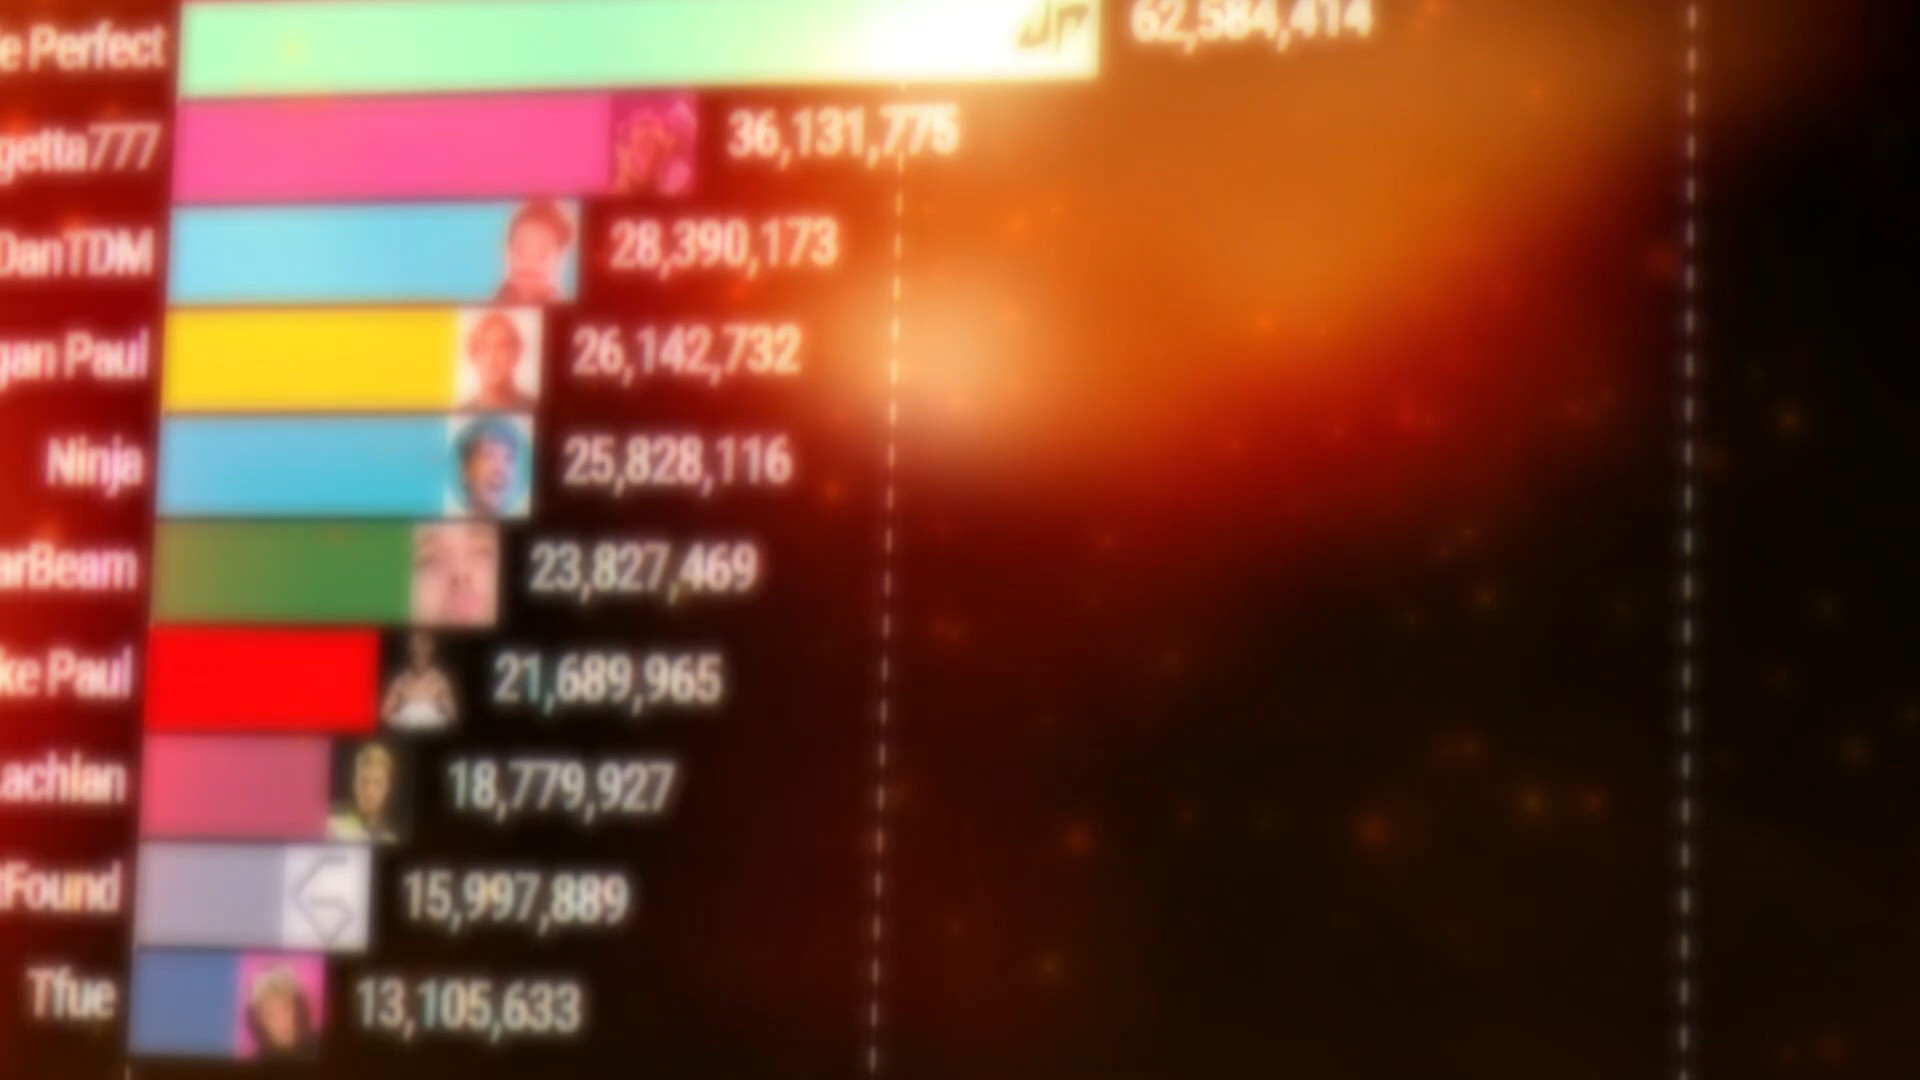 e Perfect 62,584,414
getta777 36,131,775
DanTDM 28,390,173
gan Paul 26,142,732
Ninja 25,828,116
arBeam 23,827,469
ke Paul 21,689,965
achlan 18,779,927
tFound 15,997,889
Tfue 13,105,633